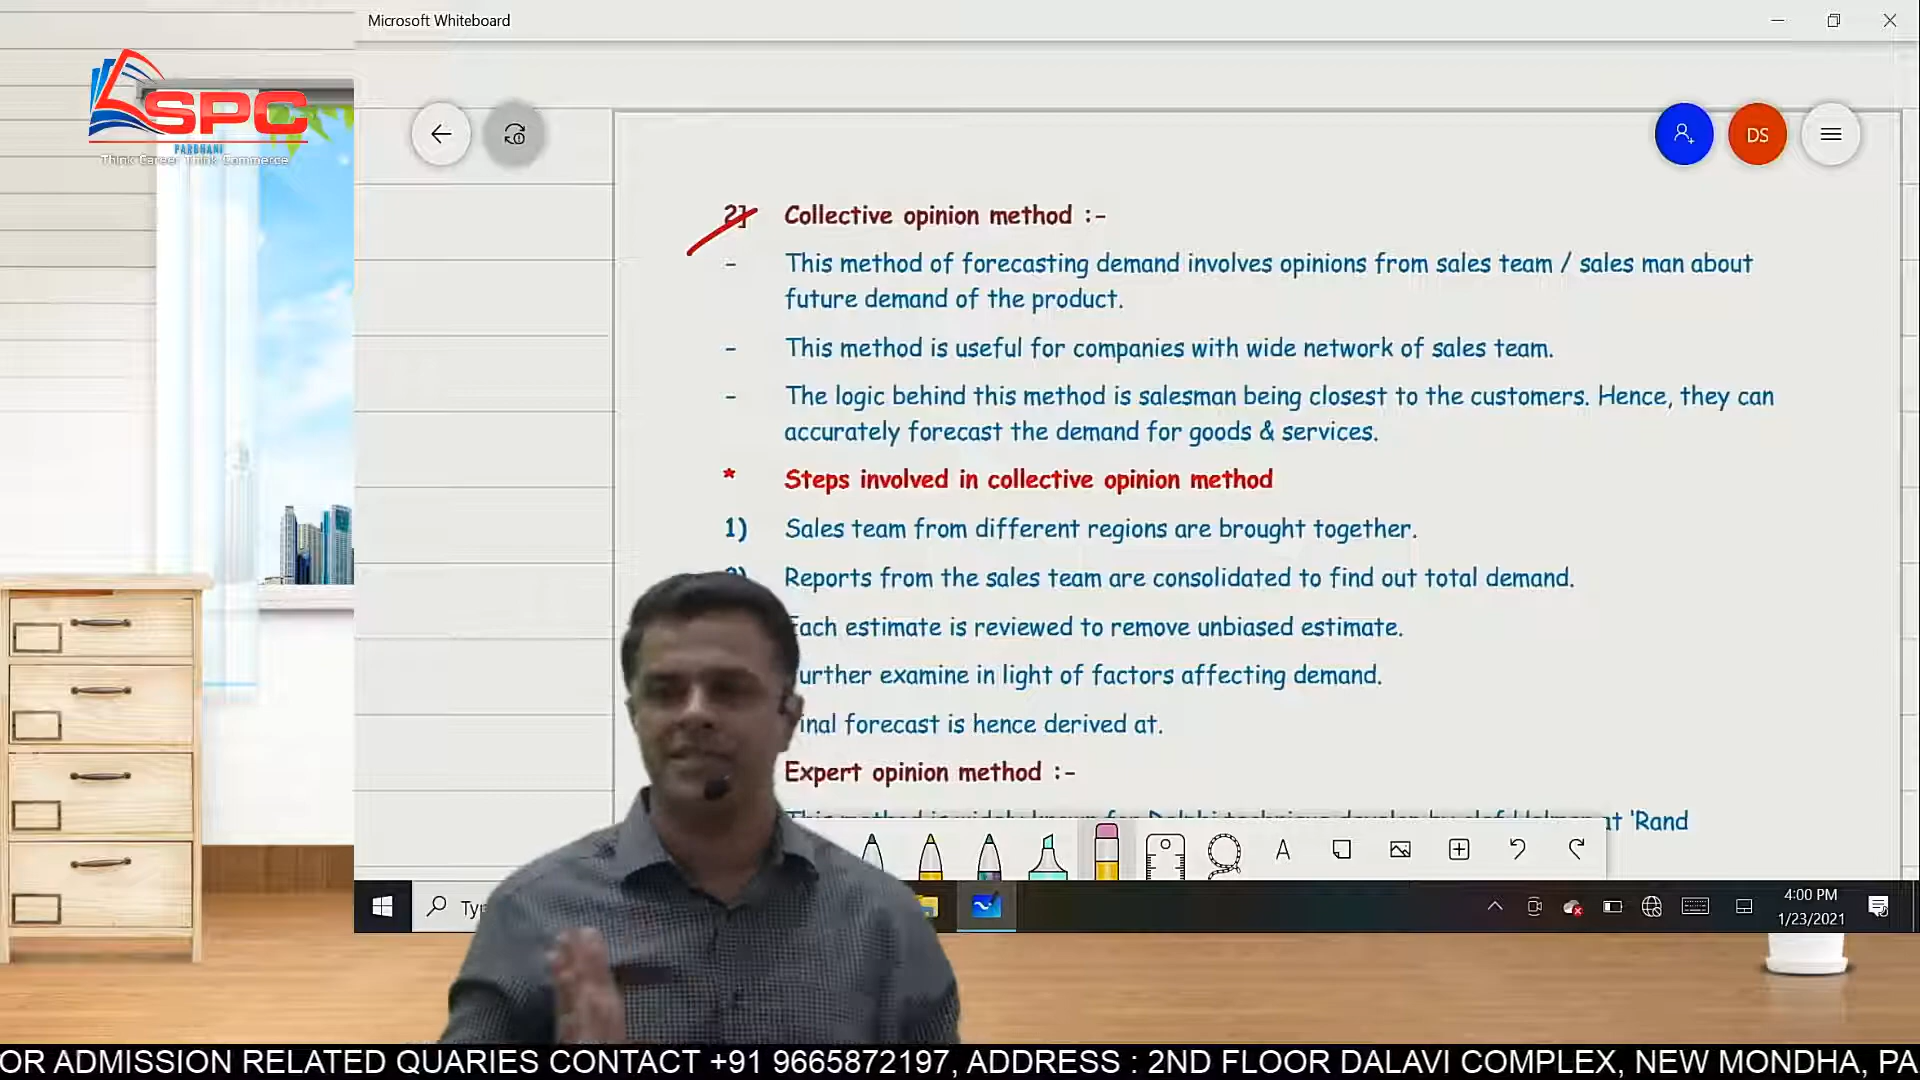 Microsoft Whiteboard
SPC
PARBHANI
Think Career Think Commerce
DS
2] Collective opinion method :-
- This method of forecasting demand involves opinions from sales team / sales man about
future demand of the product.
- This method is useful for companies with wide network of sales team.
- The logic behind this method is salesman being closest to the customers. Hence, they can
accurately forecast the demand for goods & services.
* Steps involved in collective opinion method
1) Sales team from different regions are brought together.
Reports from the sales team are consolidated to find out total demand.
Each estimate is reviewed to remove unbiased estimate.
urther examine in light of factors affecting demand.
inal forecast is hence derived at.
Expert opinion method :-
at 'Rand
4:00 PM
1/23/2021
OR ADMISSION RELATED QUARIES CONTACT +91 9665872197, ADDRESS : 2ND FLOOR DALAVI COMPLEX, NEW MONDHA, PA